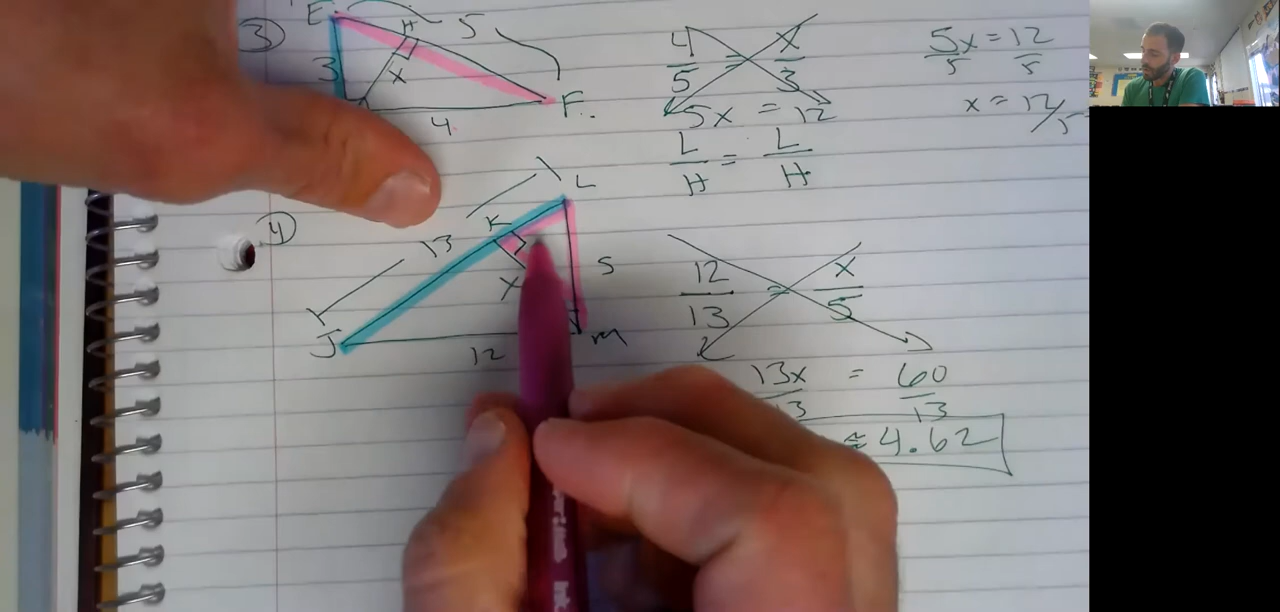 ③
E H 5
3 X
4 F
4/5 = X/3
5X = 12
5x/5 = 12/5
x = 12/5
L/H = L/H
④
L
K
13
X 5
J 12 M
12/13 = X/5
13x/13 = 60/13
≈ 4.62